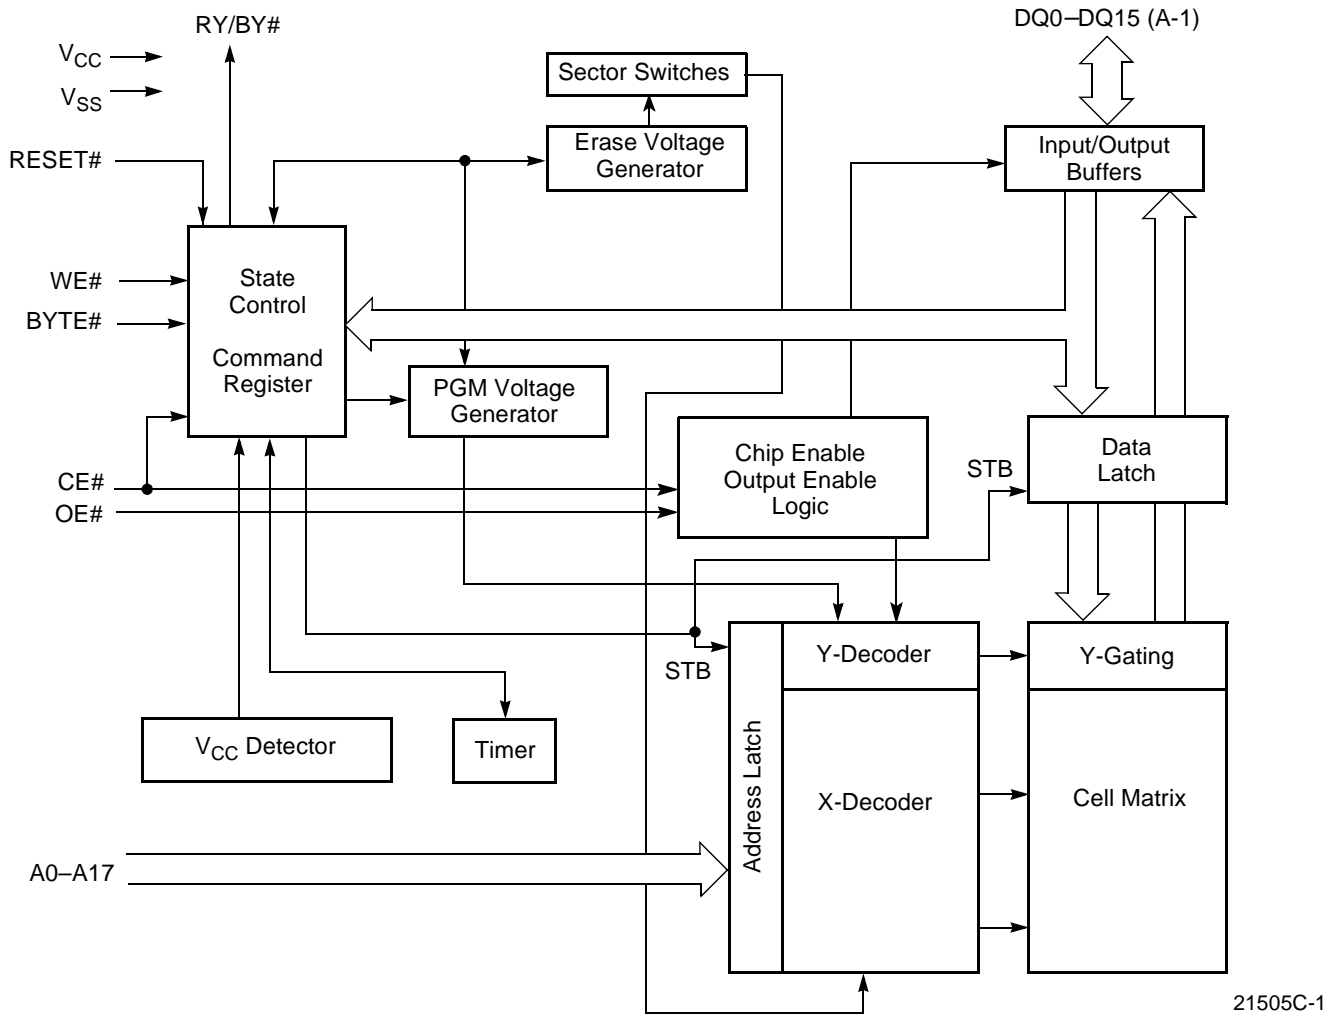 RY/BY#
DQ0–DQ15 (A-1)
VCC
VSS
Sector Switches
Erase Voltage
Generator
Input/Output
Buffers
RESET#
WE#
BYTE#
State
Control
Command
Register
PGM Voltage
Generator
Chip Enable
Output Enable
Logic
STB
Data
Latch
CE#
OE#
STB
Y-Decoder
Y-Gating
VCC Detector
Timer
Address Latch
X-Decoder
Cell Matrix
A0–A17
21505C-1